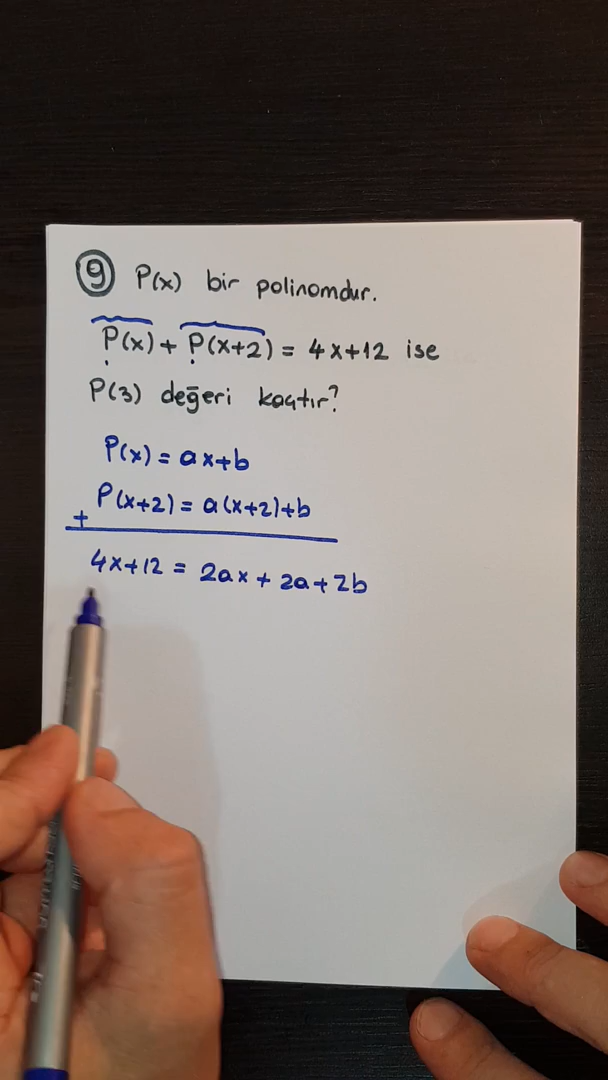 9 P(x) bir polinomdur.
P(x) + P(x+2) = 4x+12 ise
P(3) değeri kaçtır?
P(x) = ax+b
P(x+2) = a(x+2)+b
+
4x+12 = 2ax + 2a + 2b